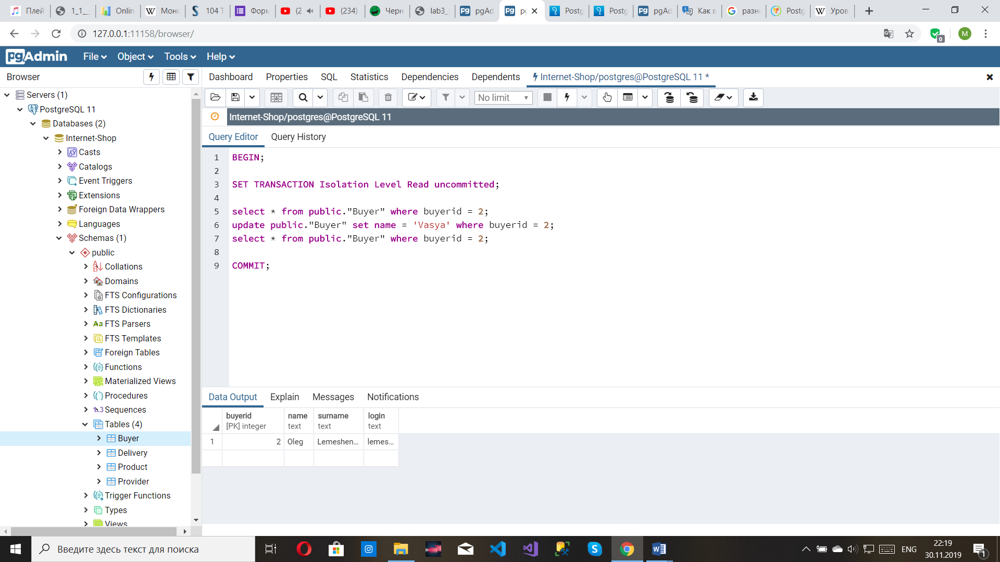 Плей
1_1_
Onlin
Монс
104 Т
Форм
(2
(234)
Черн
lab3_
pgAd
pg
Postg
Postg
pgAd
Как в
разны
Postg
Уров
127.0.0.1:11158/browser/
0
M
pgAdmin File Object Tools Help
Browser
Dashboard Properties SQL Statistics Dependencies Dependents Internet-Shop/postgres@PostgreSQL 11 *
No limit
Internet-Shop/postgres@PostgreSQL 11
Query Editor Query History
Servers (1)
PostgreSQL 11
Databases (2)
Internet-Shop
Casts
Catalogs
Event Triggers
Extensions
Foreign Data Wrappers
Languages
Schemas (1)
public
Collations
Domains
FTS Configurations
FTS Dictionaries
FTS Parsers
FTS Templates
Foreign Tables
Functions
Materialized Views
Procedures
Sequences
Tables (4)
Buyer
Delivery
Product
Provider
Trigger Functions
Types
Views
1 BEGIN;
2
3 SET TRANSACTION Isolation Level Read uncommitted;
4
5 select * from public."Buyer" where buyerid = 2;
6 update public."Buyer" set name = 'Vasya' where buyerid = 2;
7 select * from public."Buyer" where buyerid = 2;
8
9 COMMIT;
Data Output Explain Messages Notifications
buyerid name surname login
[PK] integer text text text
1 2 Oleg Lemeshen... lemes...
Введите здесь текст для поиска
ENG
22:19
30.11.2019
1